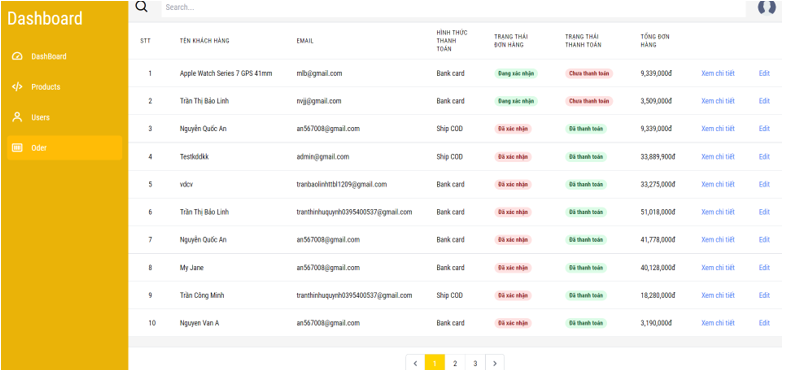 Dashboard
Search...
DashBoard
Products
Users
Oder
STT TÊN KHÁCH HÀNG EMAIL HÌNH THỨC THANH TOÁN TRẠNG THÁI ĐƠN HÀNG TRẠNG THÁI THANH TOÁN TỔNG ĐƠN HÀNG
1 Apple Watch Series 7 GPS 41mm mlb@gmail.com Bank card Đang xác nhận Chưa thanh toán 9,339,000đ Xem chi tiết Edit
2 Trần Thị Bảo Linh nvjj@gmail.com Bank card Đang xác nhận Chưa thanh toán 3,509,000đ Xem chi tiết Edit
3 Nguyễn Quốc An an567008@gmail.com Ship COD Đã xác nhận Đã thanh toán 9,339,000đ Xem chi tiết Edit
4 Testkddkk admin@gmail.com Ship COD Đã xác nhận Đã thanh toán 33,889,900đ Xem chi tiết Edit
5 vdcv tranbaolinhttbl1209@gmail.com Bank card Đã xác nhận Đã thanh toán 33,275,000đ Xem chi tiết Edit
6 Trần Thị Bảo Linh tranthinhuquynh0395400537@gmail.com Bank card Đã xác nhận Đã thanh toán 51,018,000đ Xem chi tiết Edit
7 Nguyễn Quốc An an567008@gmail.com Bank card Đã xác nhận Đã thanh toán 41,778,000đ Xem chi tiết Edit
8 My Jane an567008@gmail.com Bank card Đã xác nhận Đã thanh toán 40,128,000đ Xem chi tiết Edit
9 Trần Công Minh tranthinhuquynh0395400537@gmail.com Ship COD Đã xác nhận Đã thanh toán 18,280,000đ Xem chi tiết Edit
10 Nguyen Van A an567008@gmail.com Bank card Đã xác nhận Đã thanh toán 3,190,000đ Xem chi tiết Edit
< 1 2 3 >